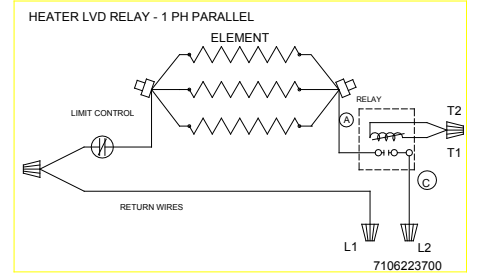 HEATER LVD RELAY - 1 PH PARALLEL
ELEMENT
RELAY
LIMIT CONTROL
A
T2
T1
C
RETURN WIRES
L1
L2
7106223700